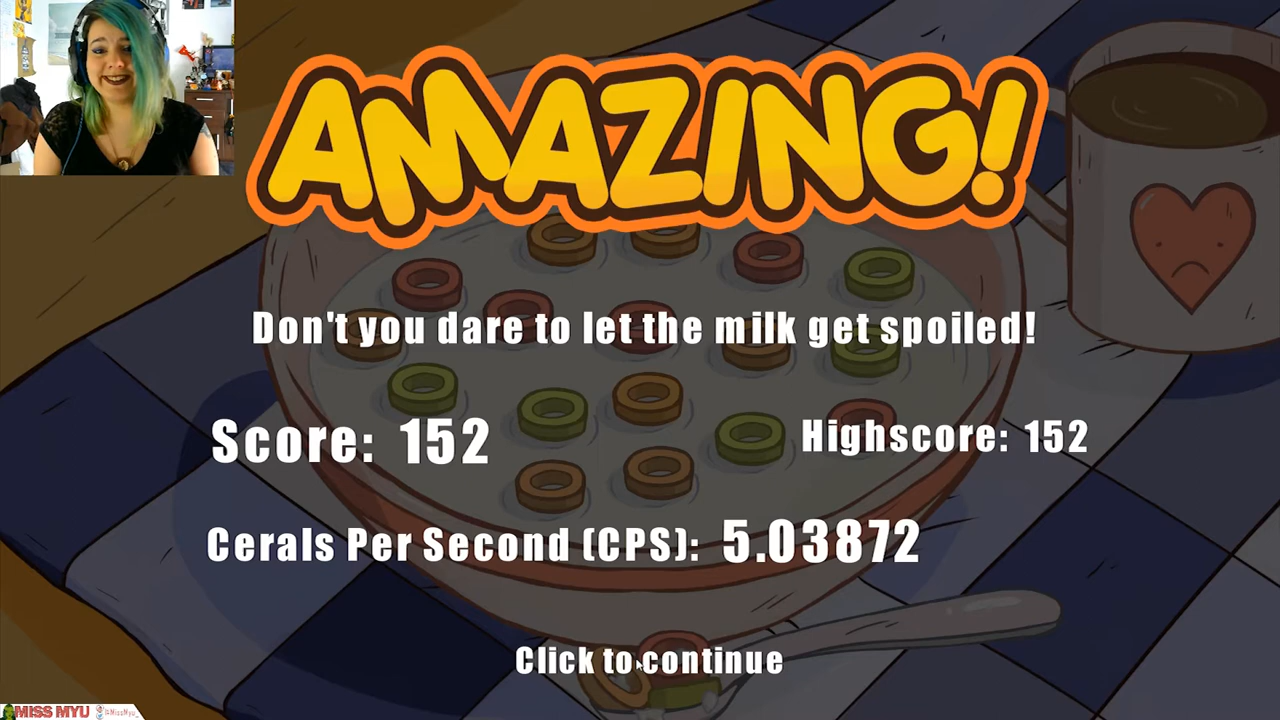 AMAZING!
Don't you dare to let the milk get spoiled!
Score: 152
Highscore: 152
Cerals Per Second (CPS): 5.03872
Click to continue
MISS MYU